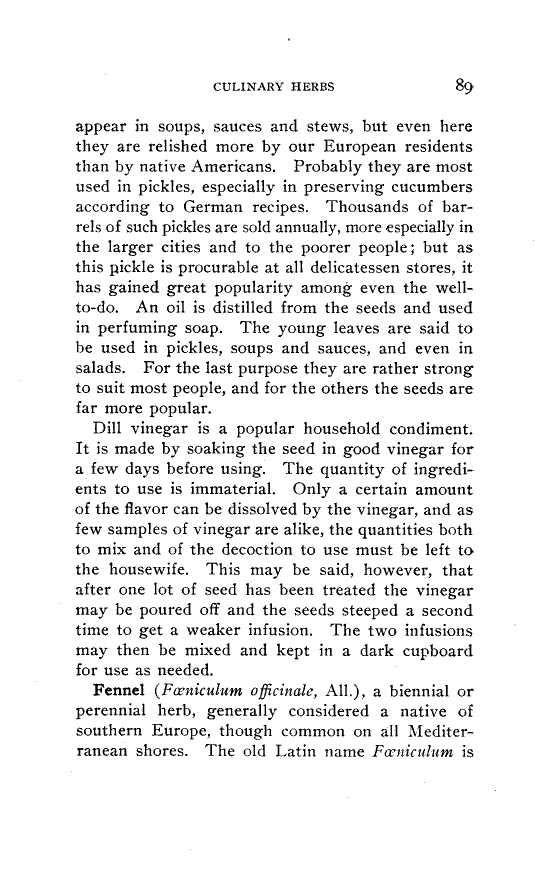 CULINARY HERBS 89
appear in soups, sauces and stews, but even here
they are relished more by our European residents
than by native Americans. Probably they are most
used in pickles, especially in preserving cucumbers
according to German recipes. Thousands of bar-
rels of such pickles are sold annually, more especially in
the larger cities and to the poorer people; but as
this pickle is procurable at all delicatessen stores, it
has gained great popularity among even the well-
to-do. An oil is distilled from the seeds and used
in perfuming soap. The young leaves are said to
be used in pickles, soups and sauces, and even in
salads. For the last purpose they are rather strong
to suit most people, and for the others the seeds are
far more popular.
Dill vinegar is a popular household condiment.
It is made by soaking the seed in good vinegar for
a few days before using. The quantity of ingredi-
ents to use is immaterial. Only a certain amount
of the flavor can be dissolved by the vinegar, and as
few samples of vinegar are alike, the quantities both
to mix and of the decoction to use must be left to
the housewife. This may be said, however, that
after one lot of seed has been treated the vinegar
may be poured off and the seeds steeped a second
time to get a weaker infusion. The two infusions
may then be mixed and kept in a dark cupboard
for use as needed.
Fennel (Fœniculum officinale, All.), a biennial or
perennial herb, generally considered a native of
southern Europe, though common on all Mediter-
ranean shores. The old Latin name Fœniculum is